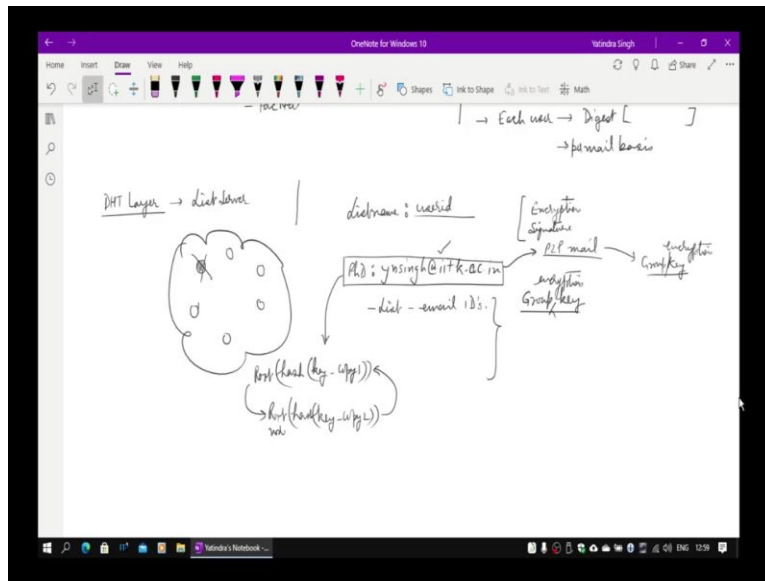 OneNote for Windows 10
Yatindra Singh
Home Insert Draw View Help
Share
Shapes Ink to Shape Ink to Text Math
→ Each user → Digest [ ]
→ per mail basis
DHT Layer → List Server
Listname : userid
[ Encryption
Signature
PhD : ynsingh@iitk.ac.in
P2P mail
encryption
Group key
- List -- email ID's.
encryption
Group key
Root (hash (key - copy1))
Root (hash (key - copy2))
node
Yatindra's Notebook -...
ENG 12:59